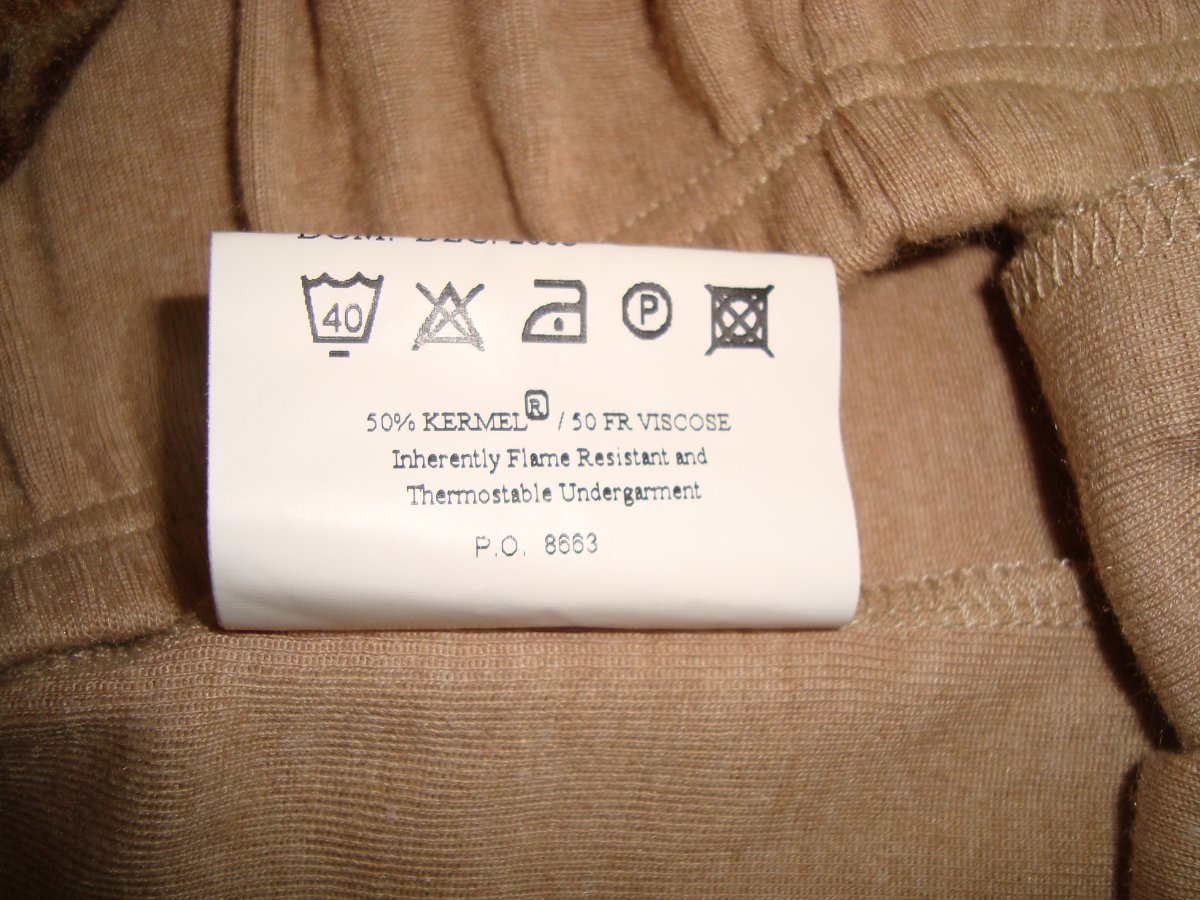 40 P
50% KERMEL® / 50 FR VISCOSE
Inherently Flame Resistant and
Thermostable Undergarment
P.O. 8663